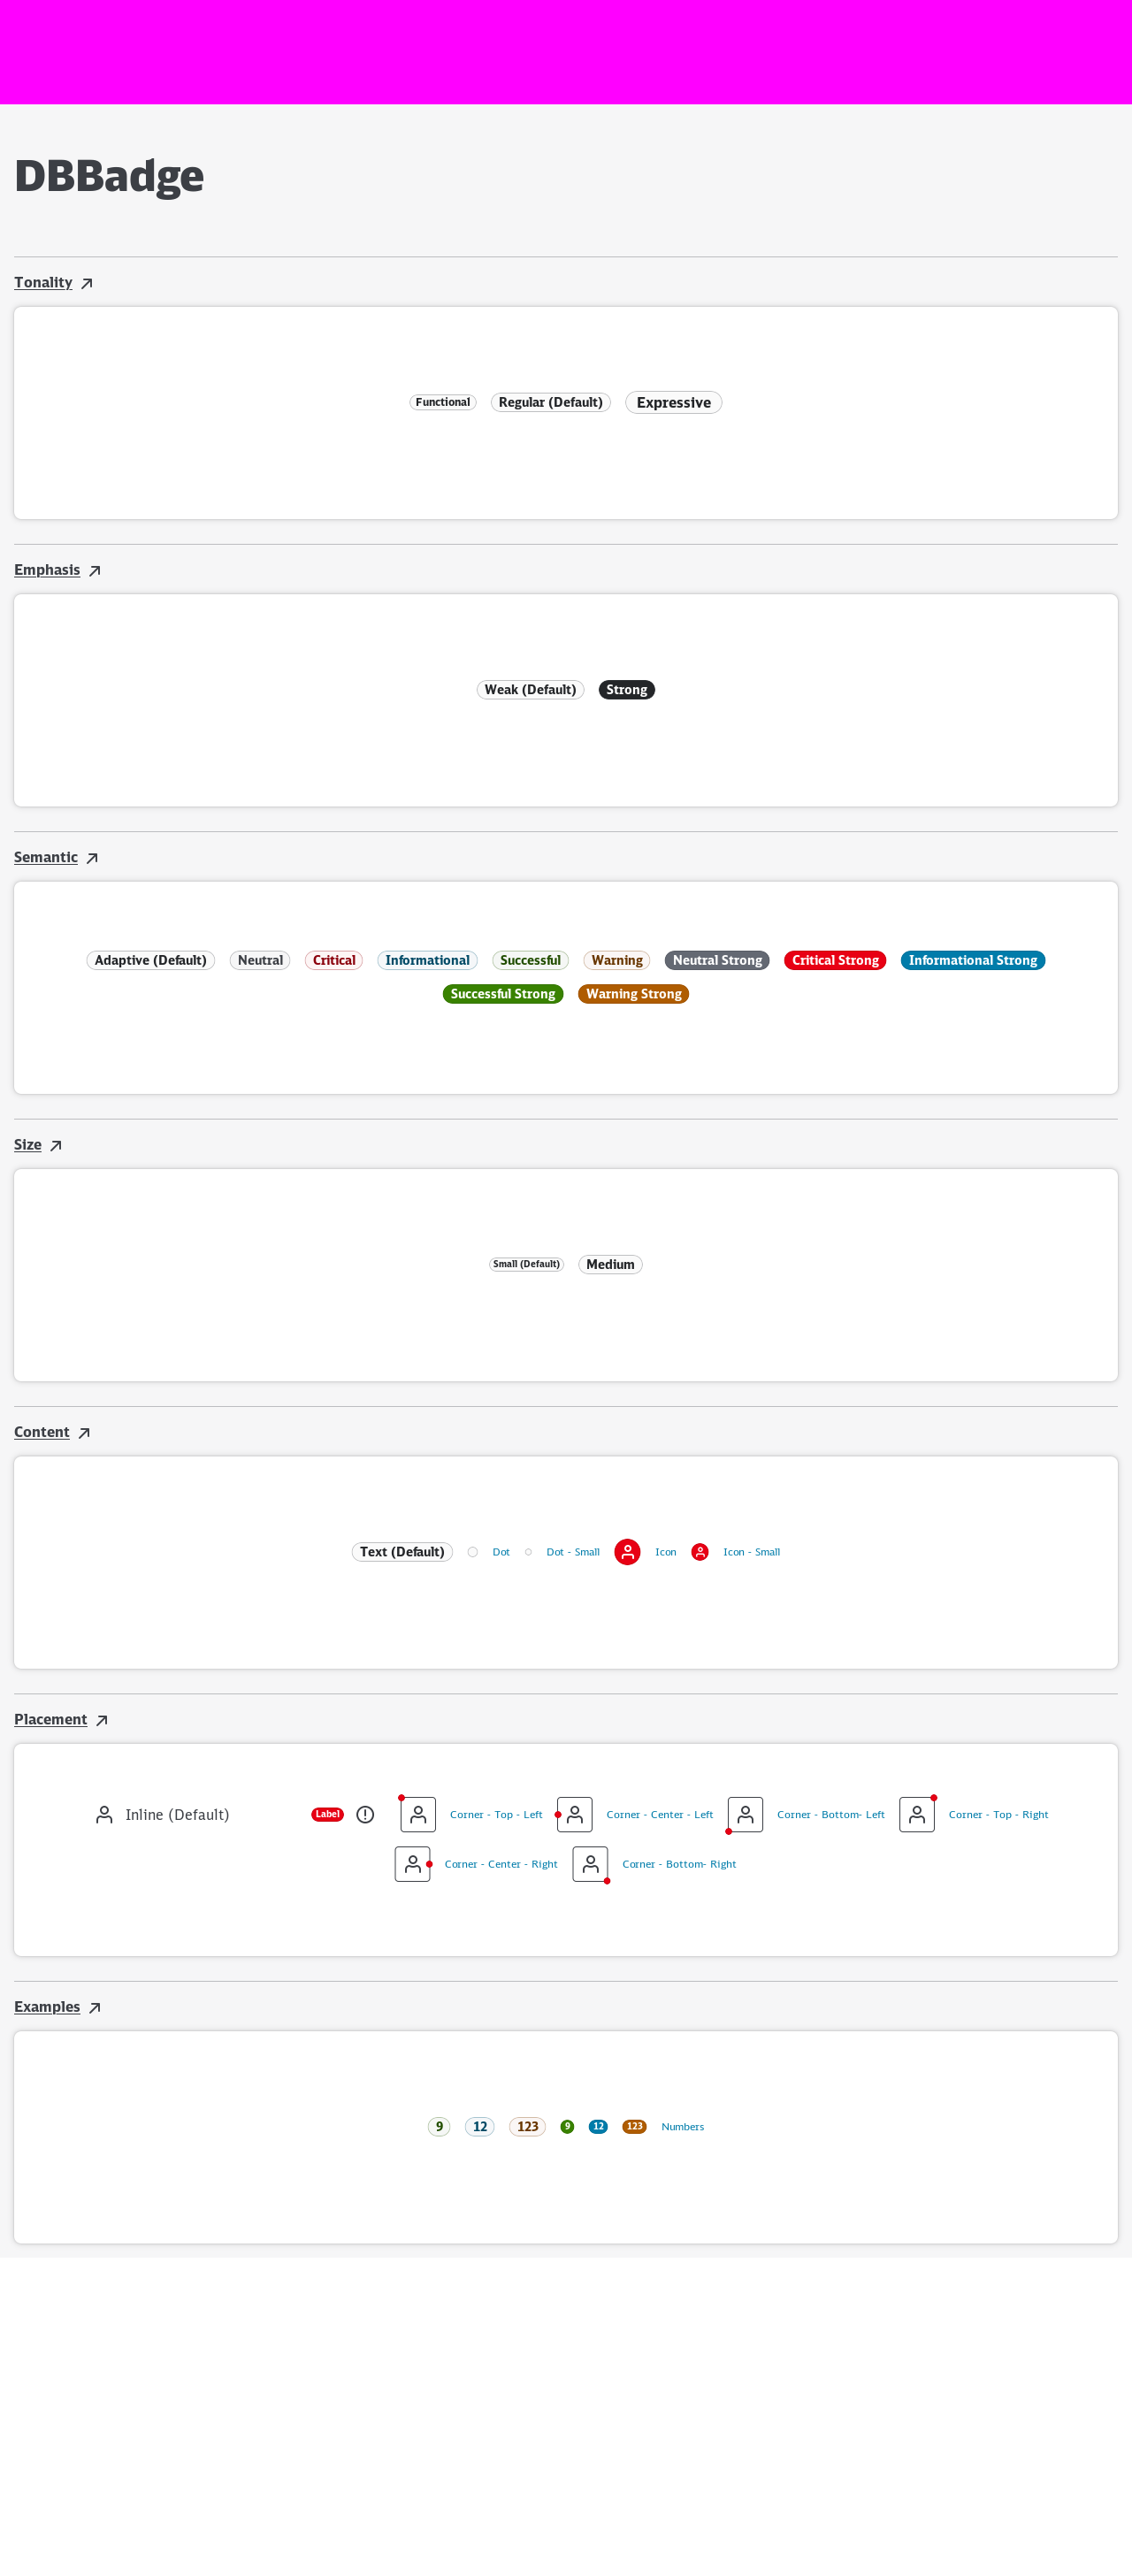 DBBadge
Tonality
Functional Regular (Default) Expressive
Emphasis
Weak (Default) Strong
Semantic
Adaptive (Default) Neutral Critical Informational Successful Warning Neutral Strong Critical Strong Informational Strong
Successful Strong Warning Strong
Size
Small (Default) Medium
Content
Text (Default) Dot Dot - Small Icon Icon - Small
Placement
Inline (Default) Label Corner - Top - Left Corner - Center - Left Corner - Bottom- Left Corner - Top - Right
Corner - Center - Right Corner - Bottom- Right
Examples
9 12 123 9 12 123 Numbers